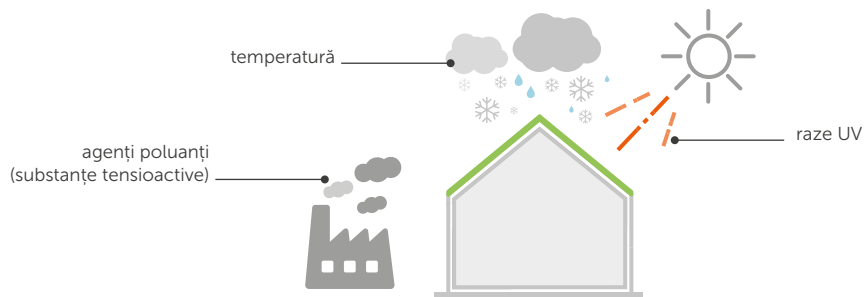 temperatură
agenți poluanți
(substanțe tensioactive)
raze UV